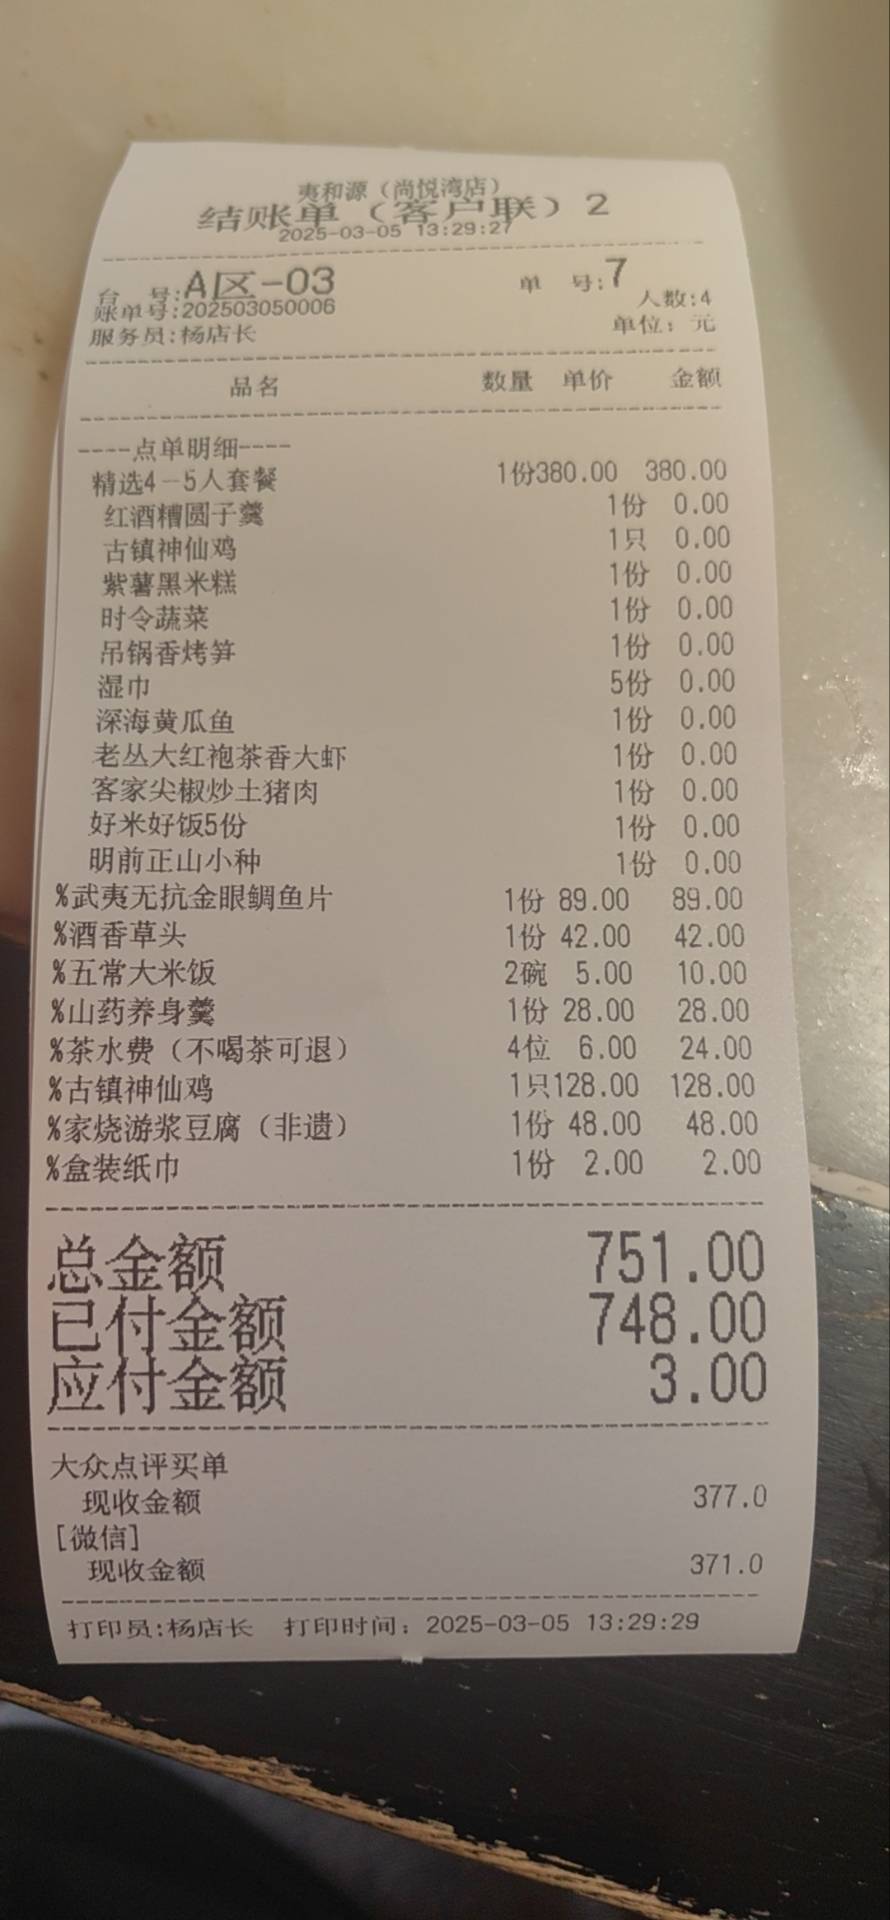 夷和源（尚悦湾店）
结账单（客户联）2
2025-03-05 13:29:27
台 号:A区-03 单 号:7
账单号:202503050006 人数:4
服务员:杨店长 单位：元
品名 数量 单价 金额
----点单明细----
精选4-5人套餐 1份380.00 380.00
红酒糟圆子羹 1份 0.00
古镇神仙鸡 1只 0.00
紫薯黑米糕 1份 0.00
时令蔬菜 1份 0.00
吊锅香烤笋 1份 0.00
湿巾 5份 0.00
深海黄瓜鱼 1份 0.00
老丛大红袍茶香大虾 1份 0.00
客家尖椒炒土猪肉 1份 0.00
好米好饭5份 1份 0.00
明前正山小种 1份 0.00
%武夷无抗金眼鲷鱼片 1份 89.00 89.00
%酒香草头 1份 42.00 42.00
%五常大米饭 2碗 5.00 10.00
%山药养身羹 1份 28.00 28.00
%茶水费（不喝茶可退） 4位 6.00 24.00
%古镇神仙鸡 1只128.00 128.00
%家烧游浆豆腐（非遗） 1份 48.00 48.00
%盒装纸巾 1份 2.00 2.00
总金额 751.00
已付金额 748.00
应付金额 3.00
大众点评买单
现收金额 377.0
[微信]
现收金额 371.0
打印员:杨店长 打印时间：2025-03-05 13:29:29